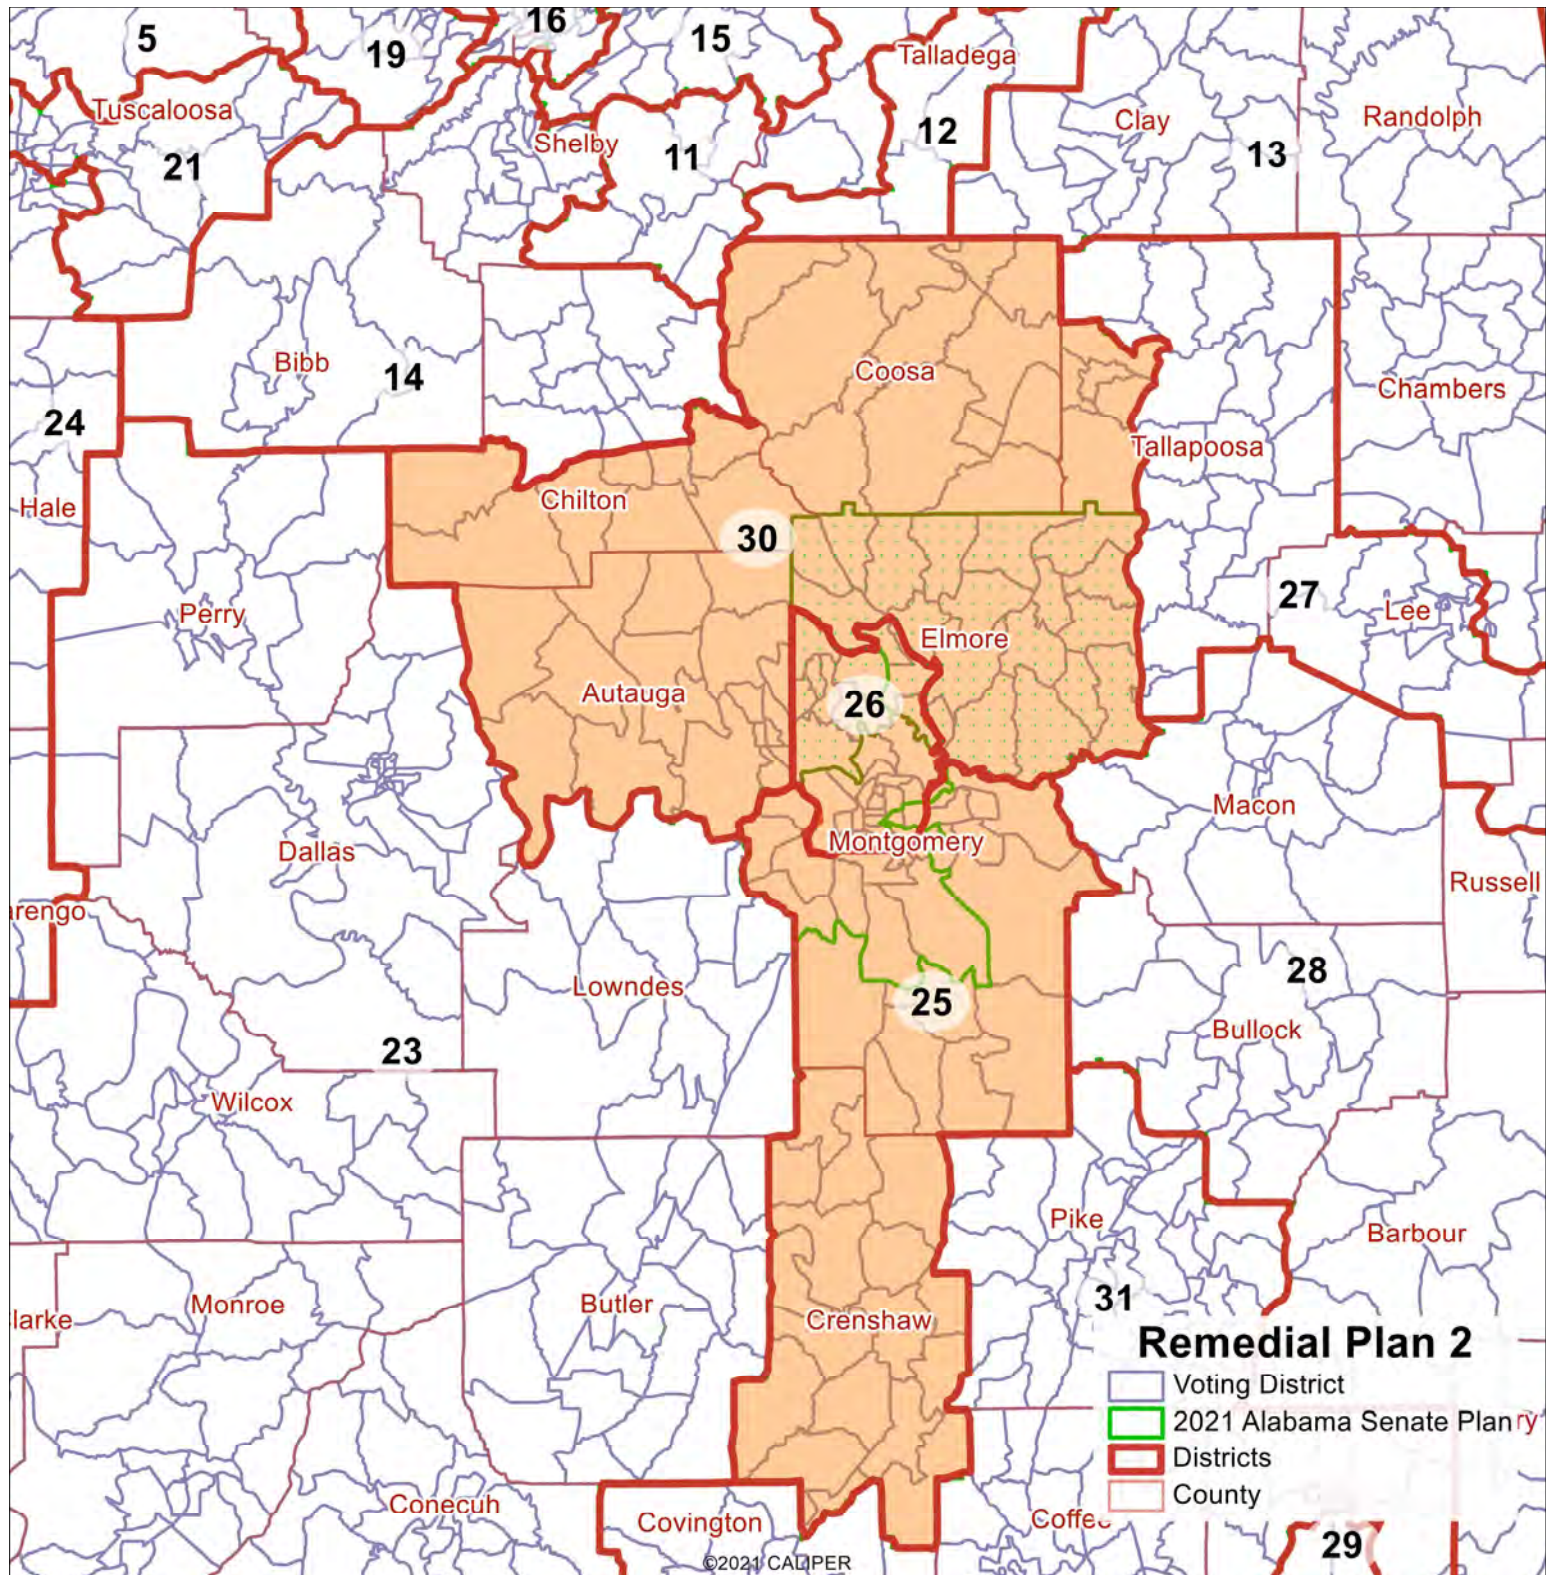 16
5
15
19
Talladega
Tuscaloosa
Randolph
Clay
12
Shelby
11
13
21
Bibb
Coosa
14
Chambers
24
Tallapoosa
Chilton
Hale
30
27
Lee
Perry
Elmore
Autauga
26
Macon
Montgomery
Dallas
Russell
arengo
28
Lowndes
25
Bullock
23
Wilcox
Pike
Barbour
31
Monroe
Butler
larke
Crenshaw
Remedial Plan 2
Voting District
2021 Alabama Senate Plan ry
Districts
County
Conecuh
Covington
Coffee
29
©2021 CALIPER